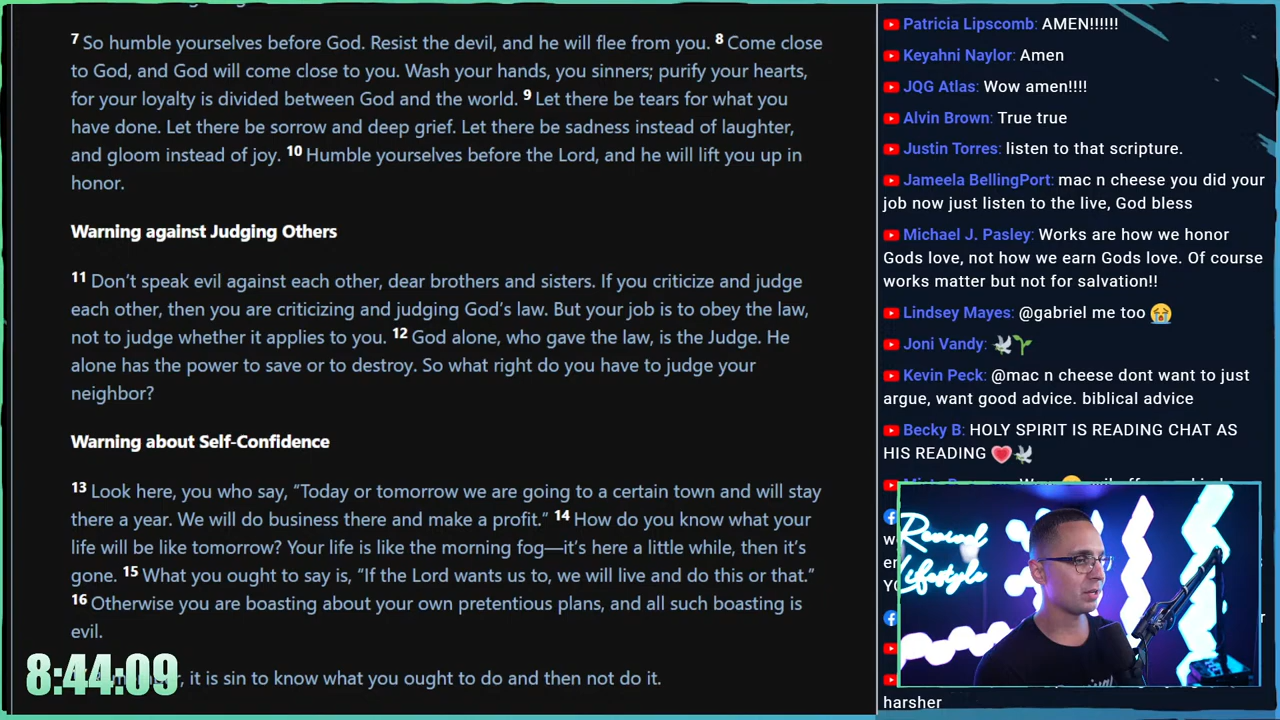 7 So humble yourselves before God. Resist the devil, and he will flee from you. 8 Come close
to God, and God will come close to you. Wash your hands, you sinners; purify your hearts,
for your loyalty is divided between God and the world. 9 Let there be tears for what you
have done. Let there be sorrow and deep grief. Let there be sadness instead of laughter,
and gloom instead of joy. 10 Humble yourselves before the Lord, and he will lift you up in
honor.
Warning against Judging Others
11 Don’t speak evil against each other, dear brothers and sisters. If you criticize and judge
each other, then you are criticizing and judging God’s law. But your job is to obey the law,
not to judge whether it applies to you. 12 God alone, who gave the law, is the Judge. He
alone has the power to save or to destroy. So what right do you have to judge your
neighbor?
Warning about Self-Confidence
13 Look here, you who say, “Today or tomorrow we are going to a certain town and will stay
there a year. We will do business there and make a profit.” 14 How do you know what your
life will be like tomorrow? Your life is like the morning fog—it’s here a little while, then it’s
gone. 15 What you ought to say is, “If the Lord wants us to, we will live and do this or that.”
16 Otherwise you are boasting about your own pretentious plans, and all such boasting is
evil.
it is sin to know what you ought to do and then not do it.
8:44:09
Patricia Lipscomb: AMEN!!!!!!
Keyahni Naylor: Amen
JQG Atlas: Wow amen!!!!
Alvin Brown: True true
Justin Torres: listen to that scripture.
Jameela BellingPort: mac n cheese you did your
job now just listen to the live, God bless
Michael J. Pasley: Works are how we honor
Gods love, not how we earn Gods love. Of course
works matter but not for salvation!!
Lindsey Mayes: @gabriel me too 😭
Joni Vandy: 🕊️🌱
Kevin Peck: @mac n cheese dont want to just
argue, want good advice. biblical advice
Becky B: HOLY SPIRIT IS READING CHAT AS
HIS READING ❤️🕊️
Revival
Lifestyle
harsher